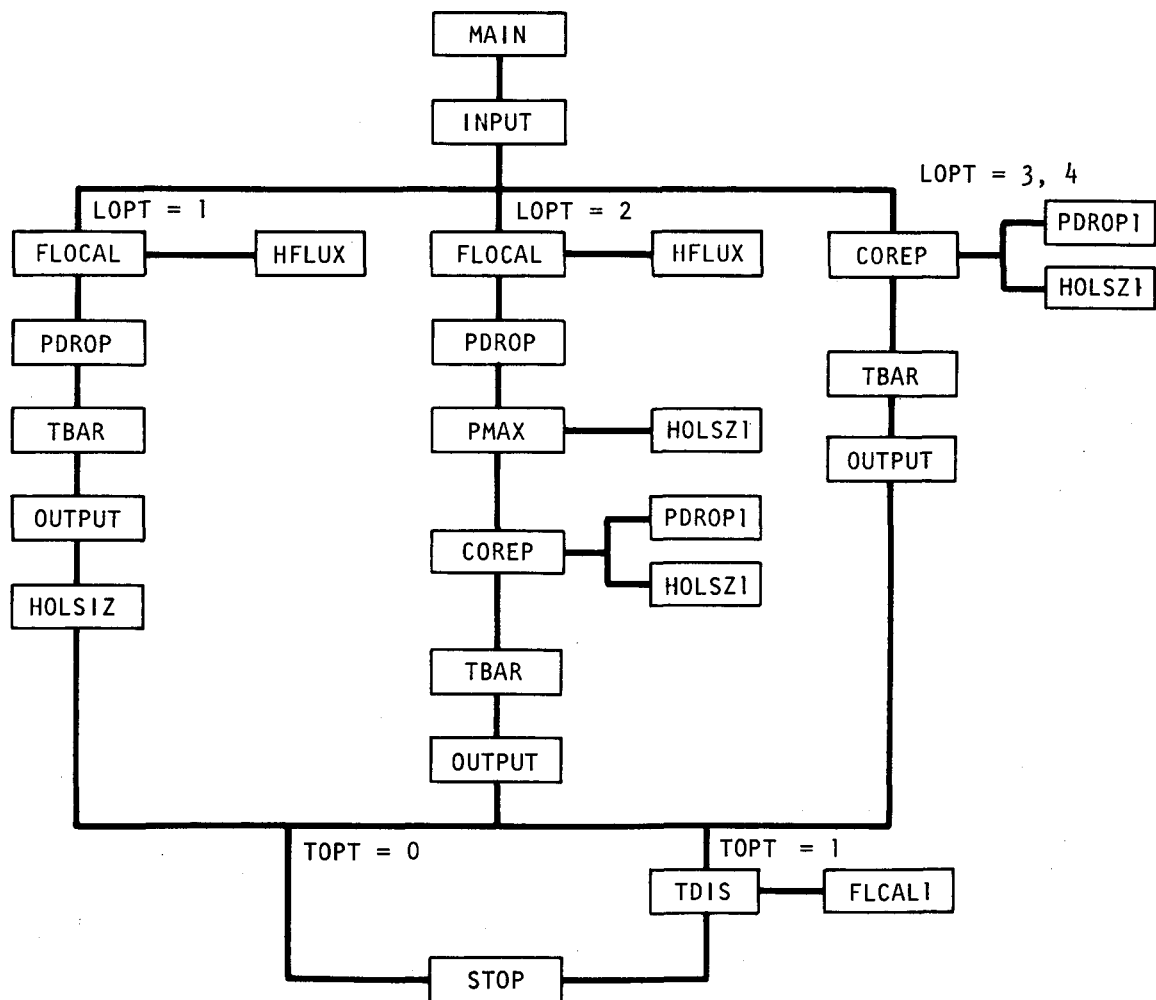 MAIN
INPUT
LOPT = 3, 4
LOPT = 1
LOPT = 2
PDROP1
FLOCAL
HFLUX
FLOCAL
HFLUX
COREP
HOLSZ1
PDROP
PDROP
TBAR
TBAR
PMAX
HOLSZ1
OUTPUT
OUTPUT
PDROP1
COREP
HOLSZ1
HOLSIZ
TBAR
OUTPUT
TOPT = 0
TOPT = 1
TDIS
FLCAL1
STOP